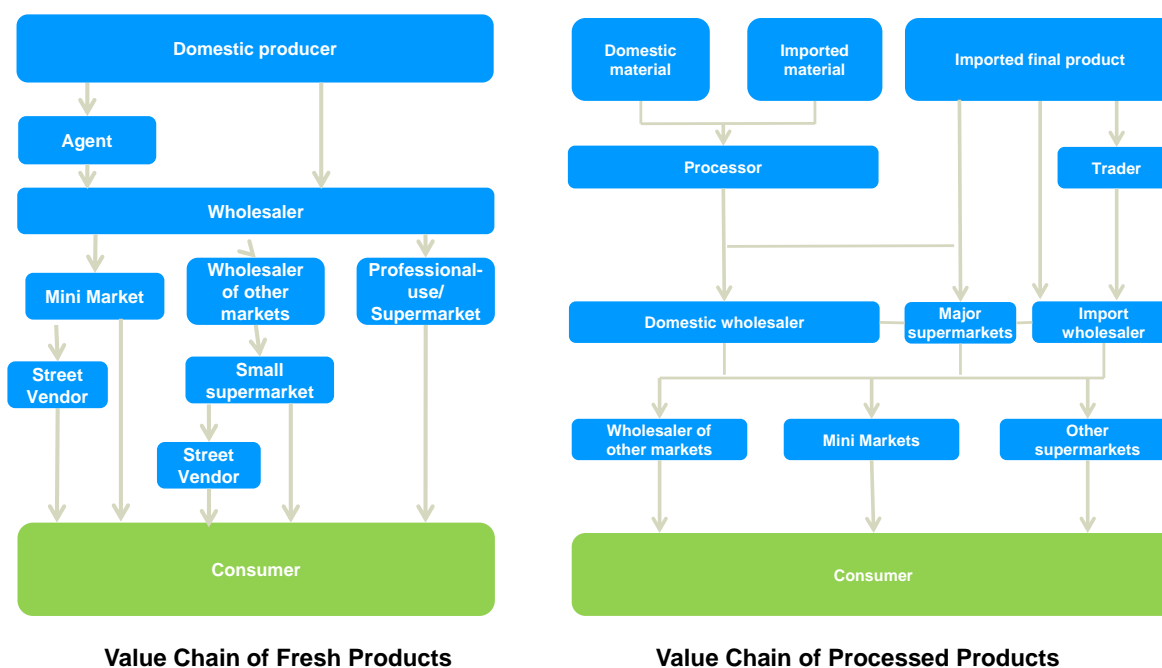 Domestic producer
Agent
Wholesaler
Mini Market
Wholesaler
of other
markets
Professional-
use/
Supermarket
Street
Vendor
Small
supermarket
Street
Vendor
Consumer
Value Chain of Fresh Products
Domestic
material
Imported
material
Imported final product
Processor
Trader
Domestic wholesaler
Major
supermarkets
Import
wholesaler
Wholesaler of
other markets
Mini Markets
Other
supermarkets
Consumer
Value Chain of Processed Products